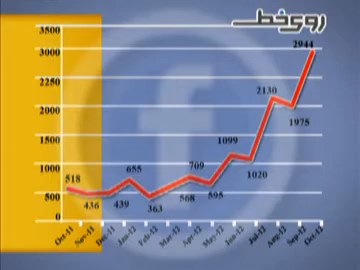 روی خط
3500
3000
2250
2000
1500
1000
500
0
518
436
439
655
363
568
709
595
1099
1020
2130
1975
2944
Oct-11
Nov-11
Dec-11
Jan-12
Feb-12
Mar-12
Apr-12
May-12
Jun-12
Jul-12
Aug-12
Sep-12
Oct-12